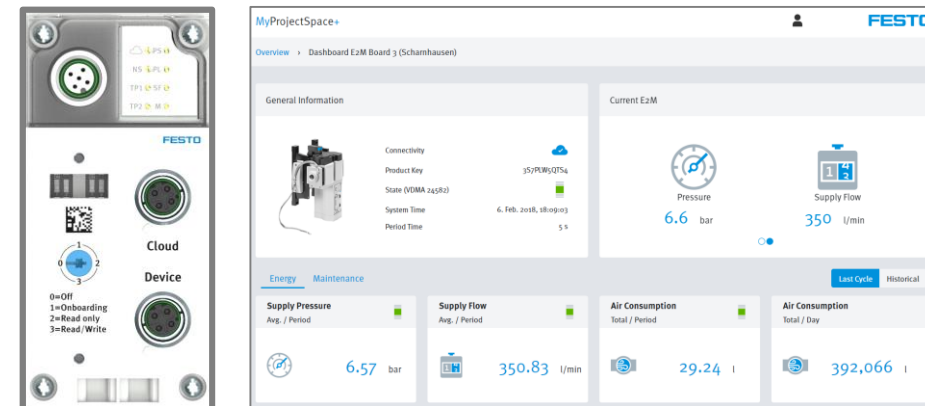 PS
NS PL
TP1 SF
TP2 M
FESTO
Cloud
1
0 2
3
Device
0=Off
1=Onboarding
2=Read only
3=Read/Write
MyProjectSpace+
FESTO
Overview › Dashboard E2M Board 3 (Scharnhausen)
General Information
Connectivity
Product Key 3S7PLW5QTS4
State (VDMA 24582)
System Time 6. Feb. 2018, 18:09:03
Period Time 5 s
Current E2M
Pressure
6.6 bar
Supply Flow
350 l/min
Energy Maintenance
Last Cycle Historical
Supply Pressure
Avg. / Period
6.57 bar
Supply Flow
Avg. / Period
350.83 l/min
Air Consumption
Total / Period
29.24 l
Air Consumption
Total / Day
392,066 l